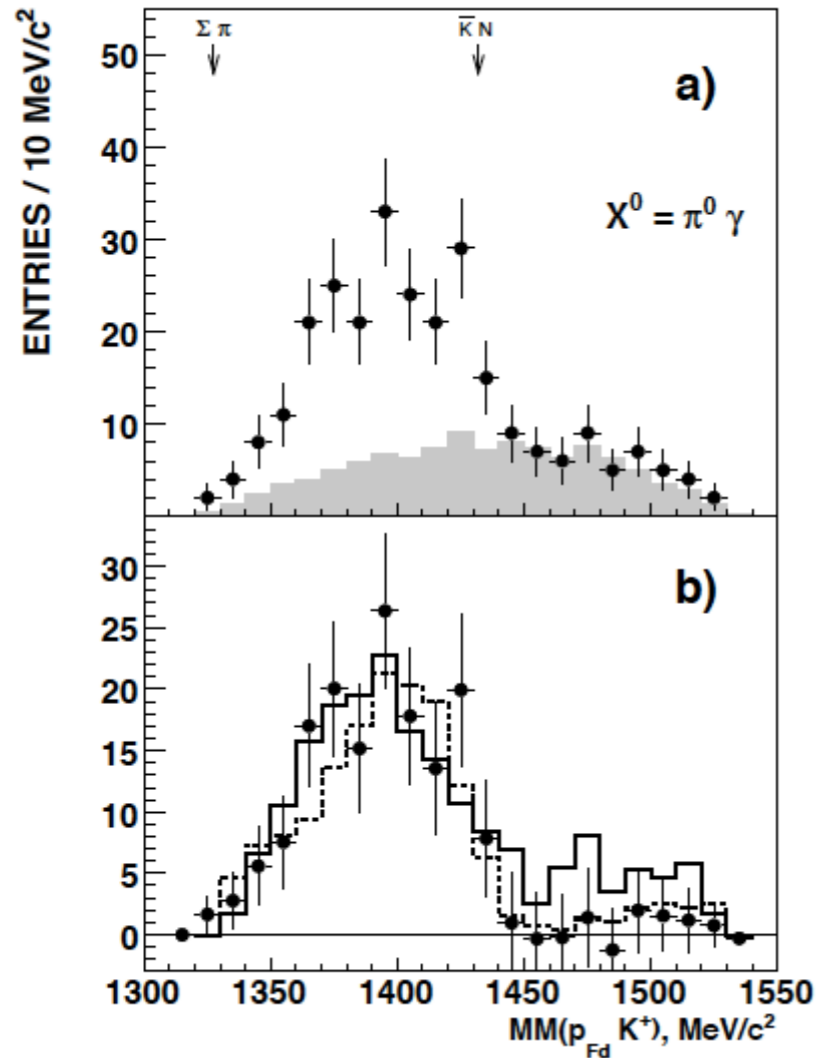 Σ π
K̅ N
a)
X⁰ = π⁰ γ
ENTRIES / 10 MeV/c²
50
40
30
20
10
b)
30
25
20
15
10
5
0
1300 1350 1400 1450 1500 1550
MM(p_Fd K⁺), MeV/c²